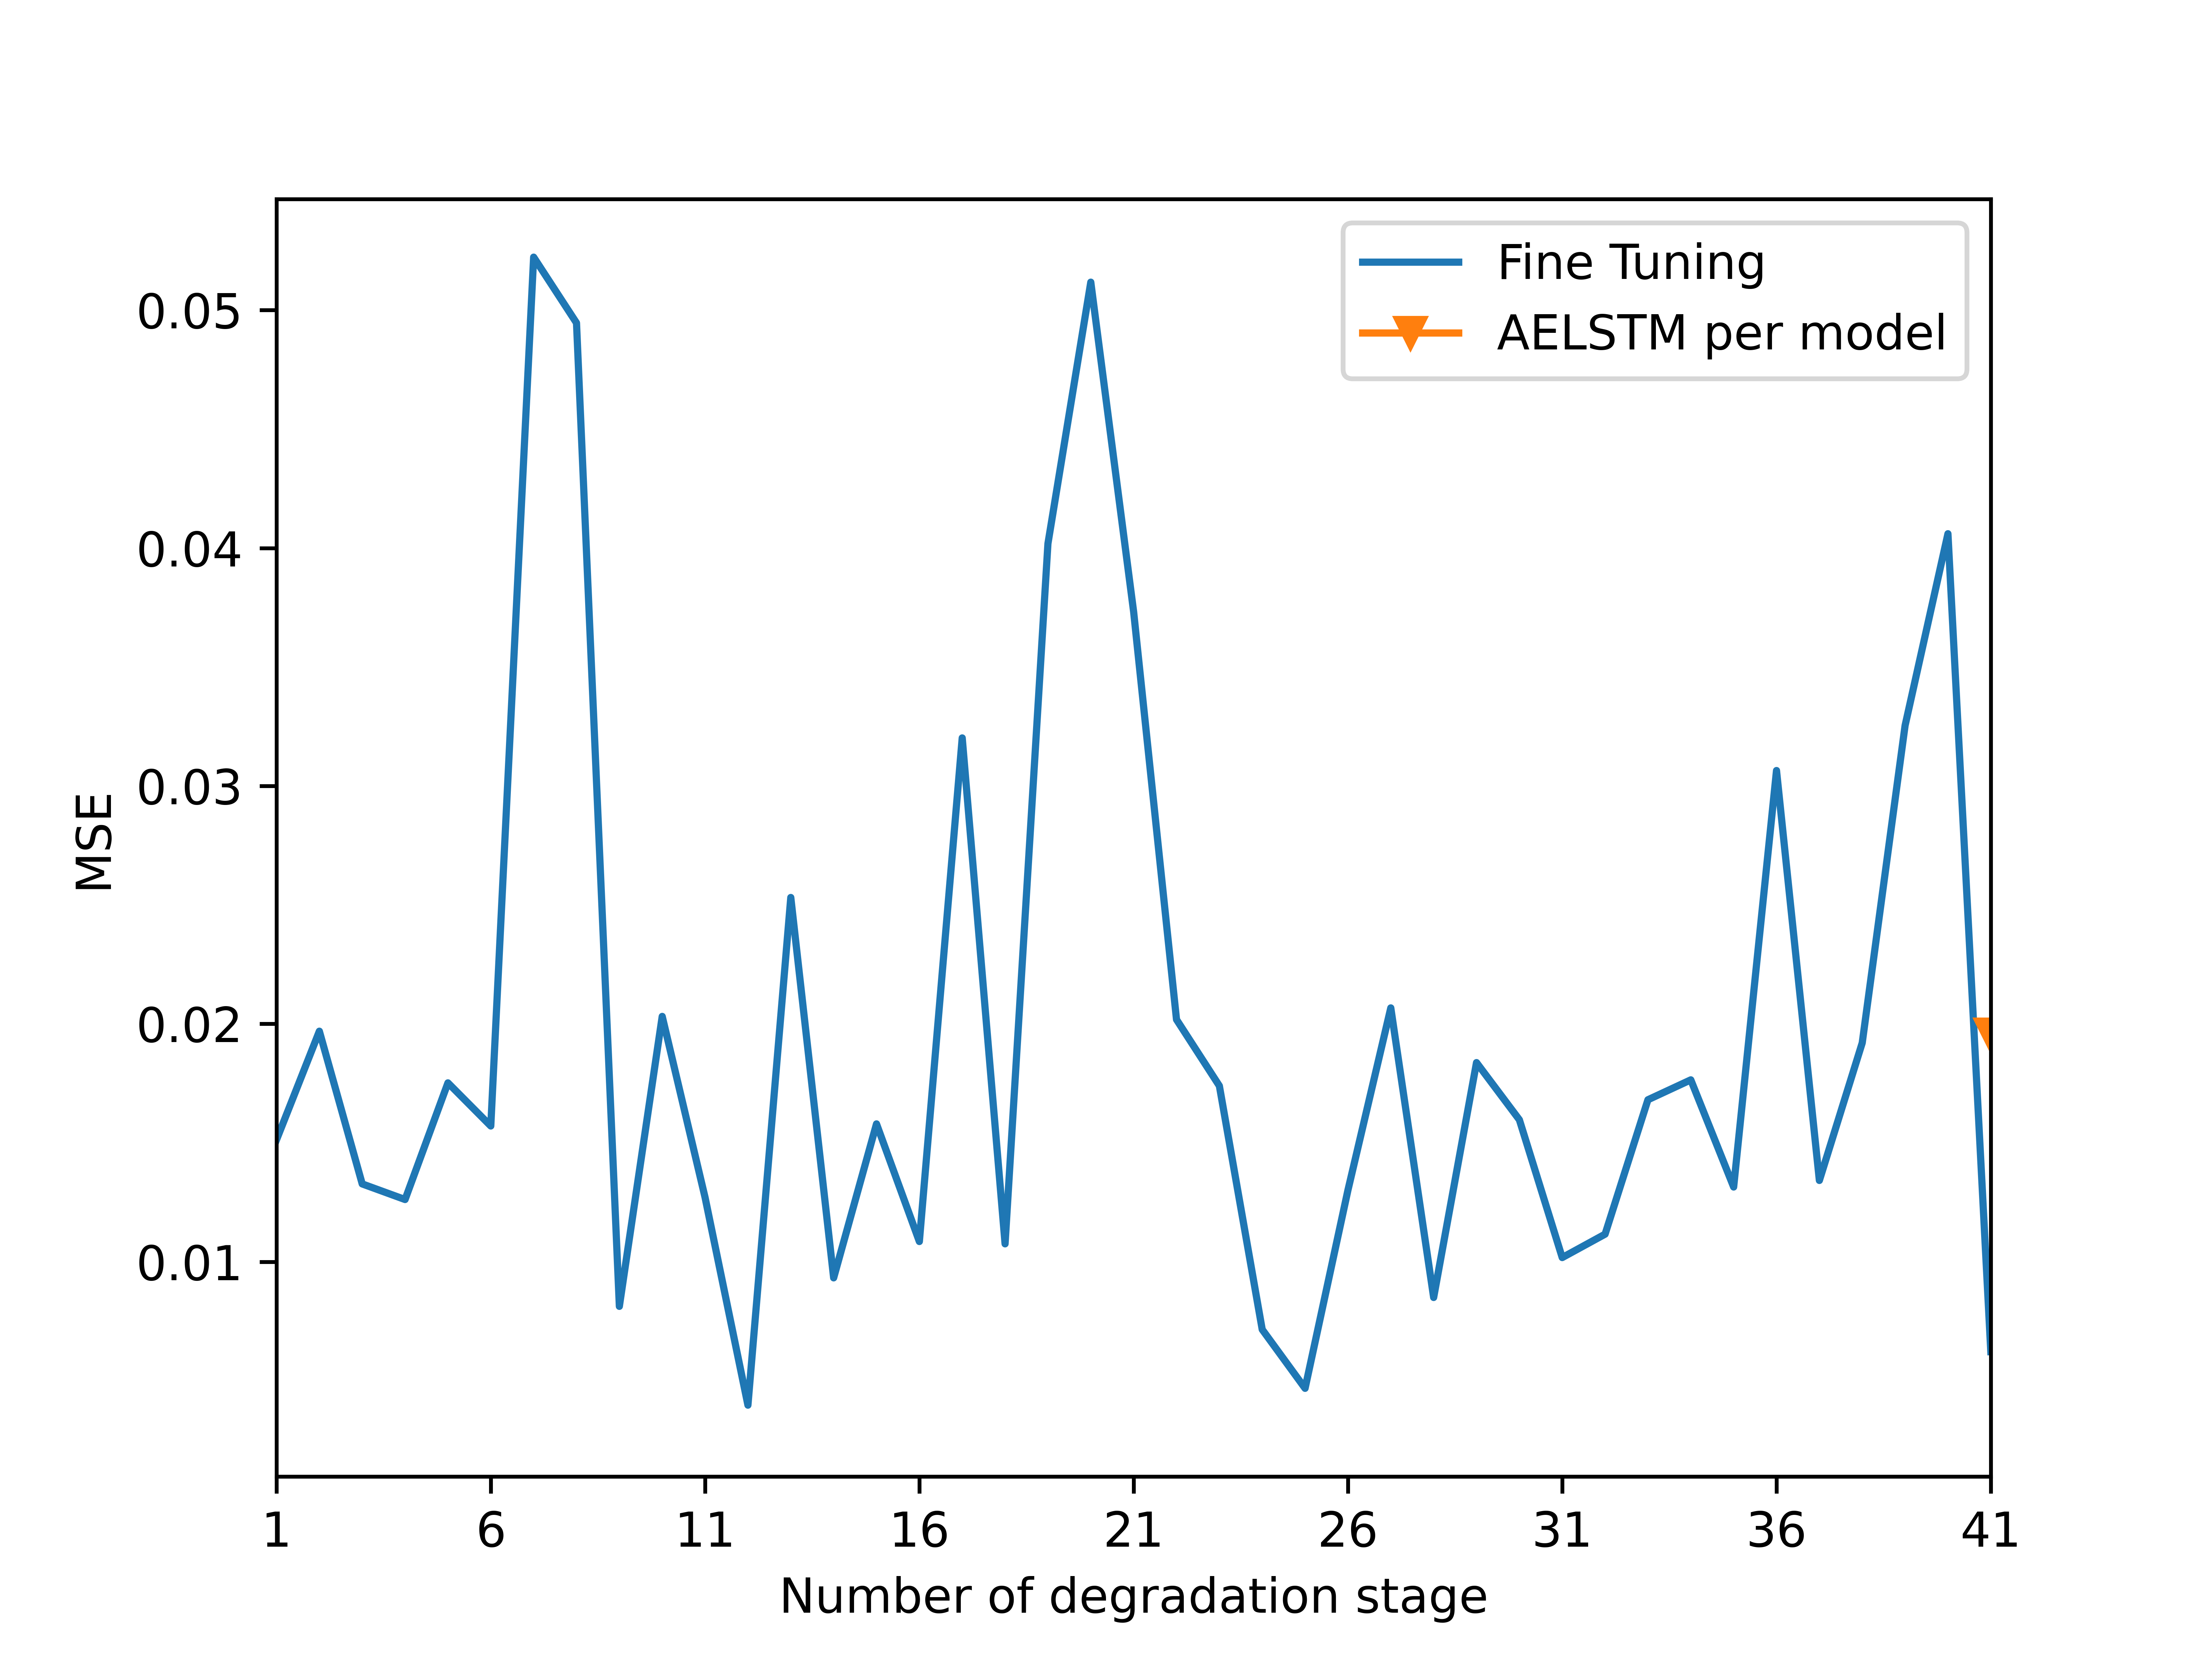 Fine Tuning
AELSTM per model
0.05
0.04
0.03
0.02
0.01
MSE
1 6 11 16 21 26 31 36 41
Number of degradation stage